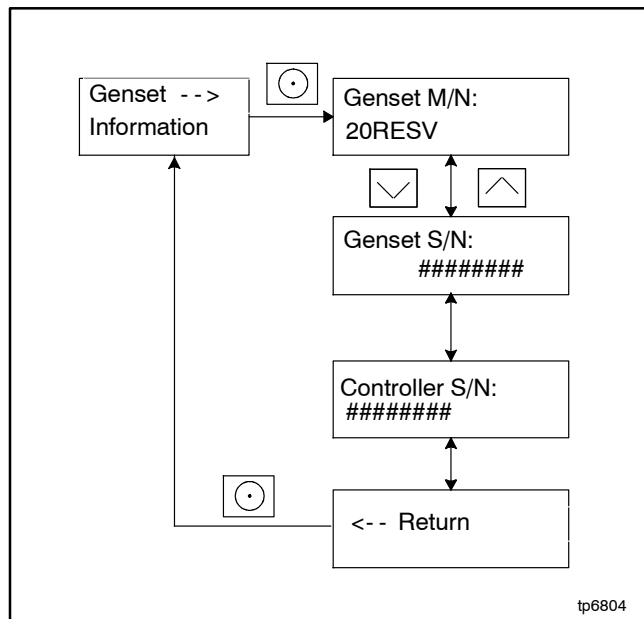 Genset -->
Information
Genset M/N:
20RESV
Genset S/N:
########
Controller S/N:
########
<-- Return
tp6804